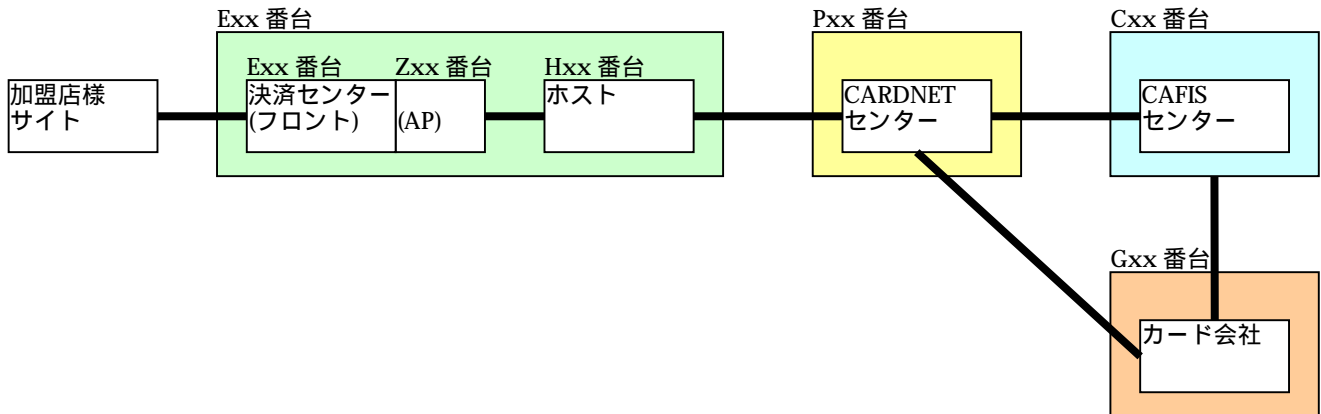 Exx 番台
Pxx 番台
Cxx 番台
Exx 番台
Zxx 番台
Hxx 番台
加盟店様
サイト
決済センター
(フロント)
(AP)
ホスト
CARDNET
センター
CAFIS
センター
Gxx 番台
カード会社